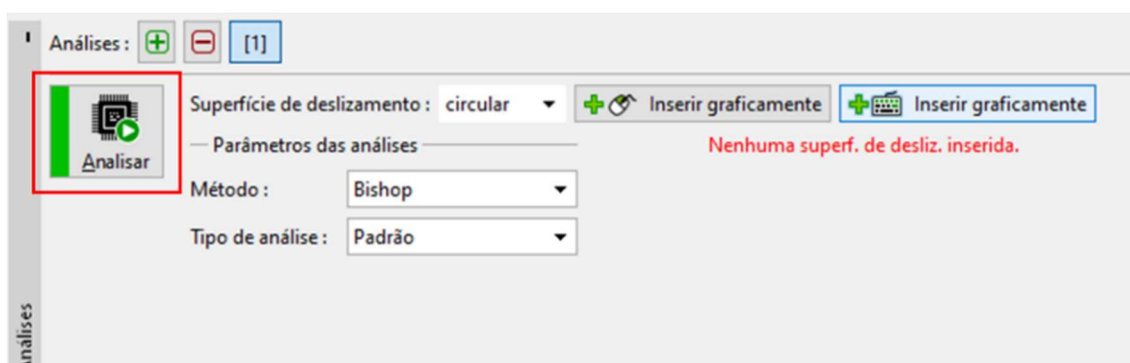 Análises :
[1]
Analisar
Superfície de deslizamento : circular
Inserir graficamente
Inserir graficamente
Parâmetros das análises
Nenhuma superf. de desliz. inserida.
Método : Bishop
Tipo de análise : Padrão